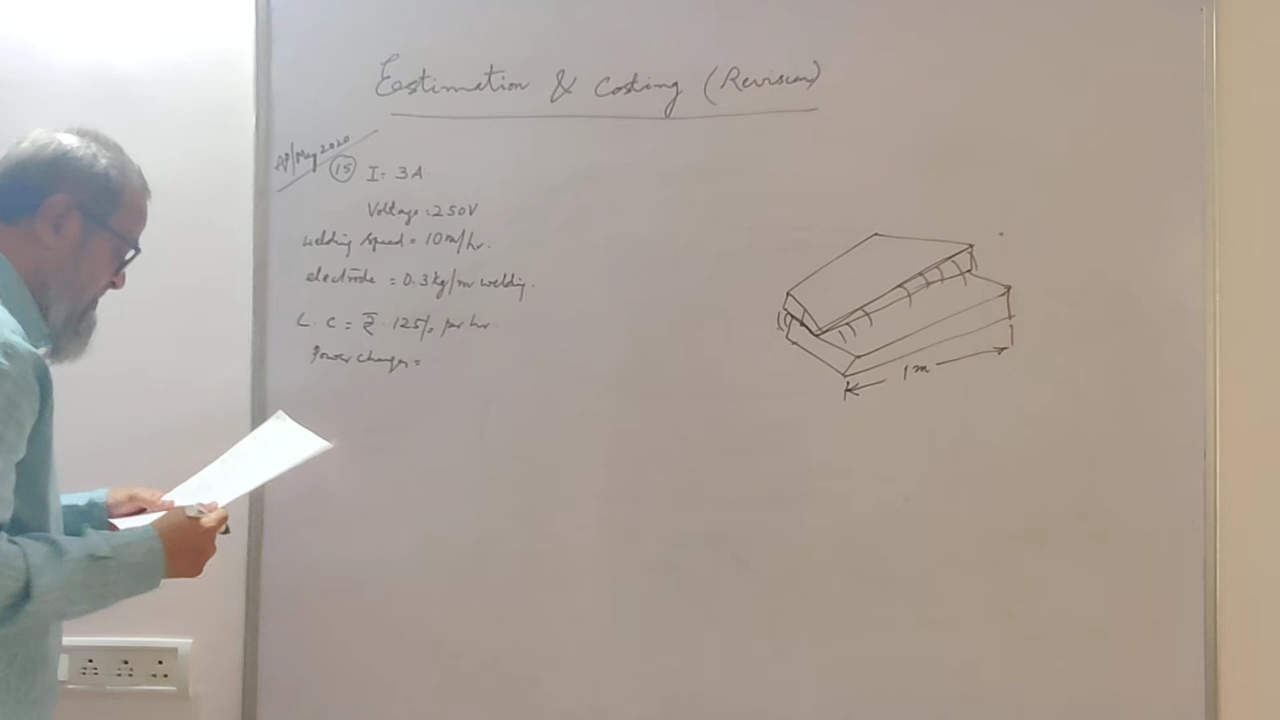 Eestimation & Costing (Revision)
AP/May 2020
15 I = 3A
Voltage = 250V
welding speed = 10m/hr.
electrode = 0.3kg/m welding.
L.C = ₹ 125/- per hr
Power charges =
1m